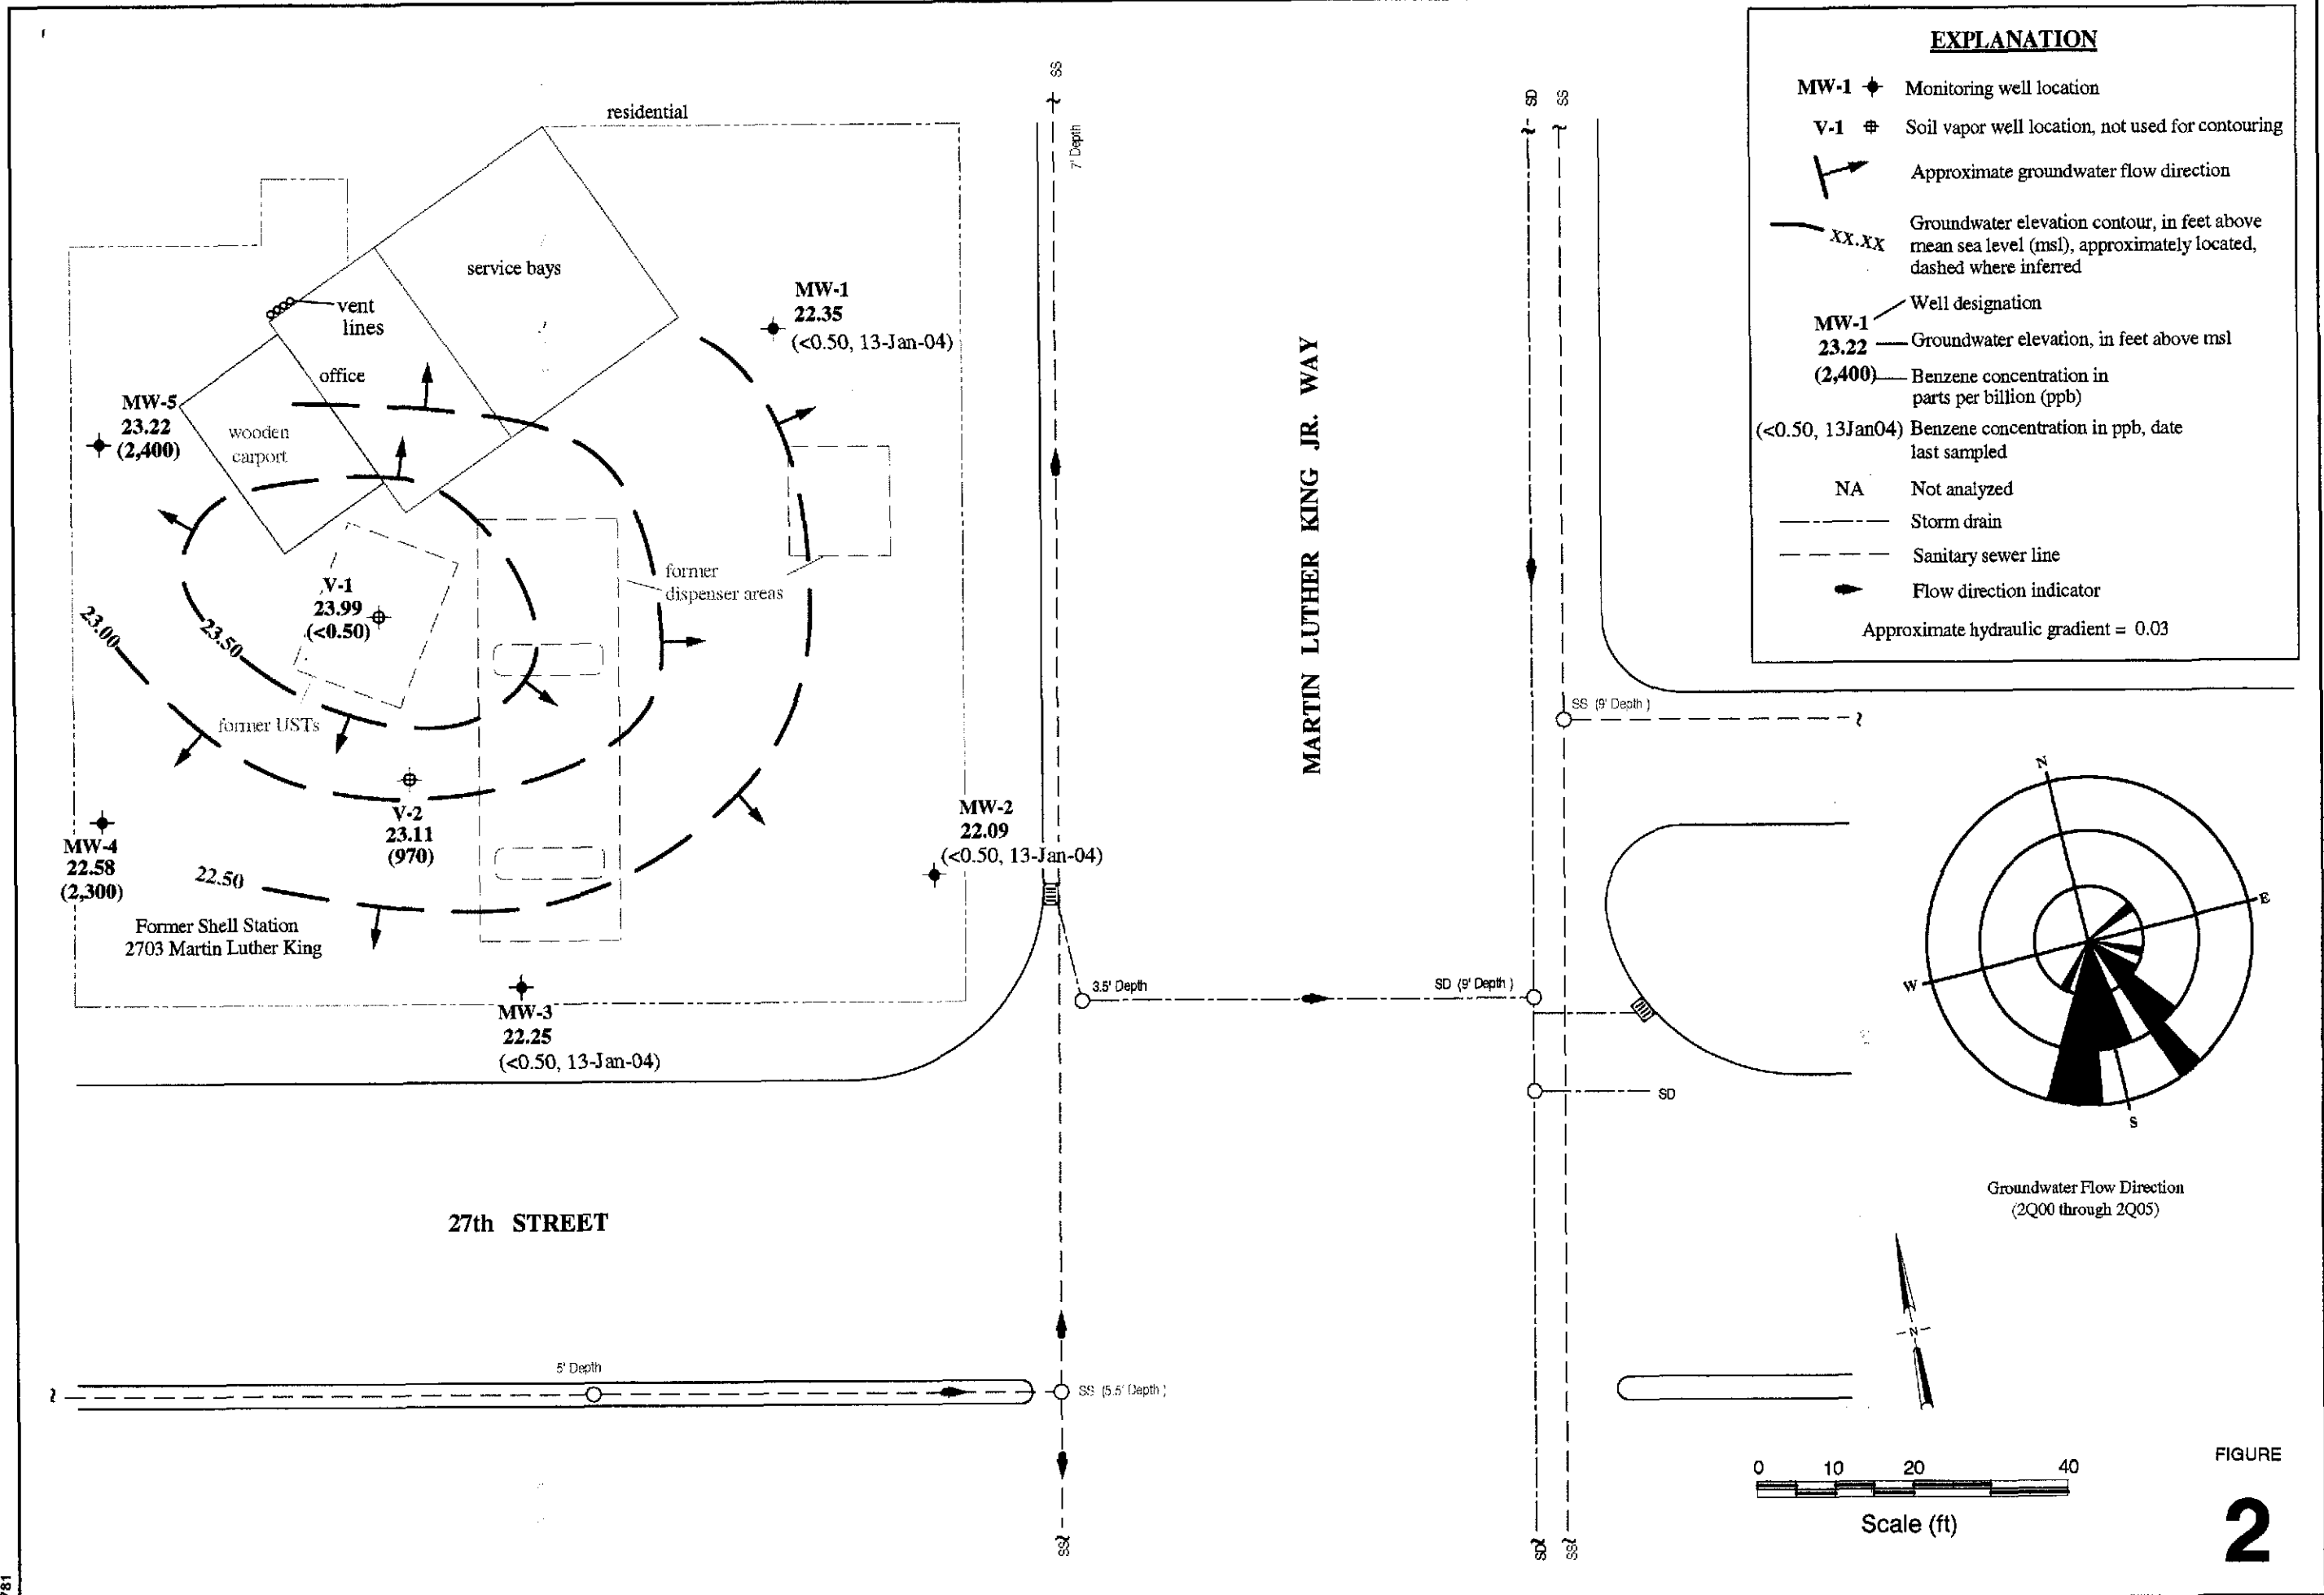 EXPLANATION
MW-1 Monitoring well location
V-1 Soil vapor well location, not used for contouring
Approximate groundwater flow direction
XX.XX Groundwater elevation contour, in feet above
mean sea level (msl), approximately located,
dashed where inferred
Well designation
MW-1
23.22 Groundwater elevation, in feet above msl
(2,400) Benzene concentration in
parts per billion (ppb)
(<0.50, 13Jan04) Benzene concentration in ppb, date
last sampled
NA Not analyzed
Storm drain
Sanitary sewer line
Flow direction indicator
Approximate hydraulic gradient = 0.03
residential
service bays
vent
lines
office
wooden
carport
MW-1
22.35
(<0.50, 13-Jan-04)
MW-5
23.22
(2,400)
former
dispenser areas
V-1
23.99
(<0.50)
23.00
23.50
former USTs
V-2
23.11
(970)
MW-4
22.58
(2,300)
22.50
MW-2
22.09
(<0.50, 13-Jan-04)
Former Shell Station
2703 Martin Luther King
MW-3
22.25
(<0.50, 13-Jan-04)
SS
7' Depth
SD
SS
MARTIN LUTHER KING JR. WAY
SS (9' Depth)
3.5' Depth
SD (9' Depth)
SD
27th STREET
5' Depth
SS (5.5' Depth)
SS
SD
SS
N
E
W
S
Groundwater Flow Direction
(2Q00 through 2Q05)
N
0 10 20 40
Scale (ft)
FIGURE
2
781